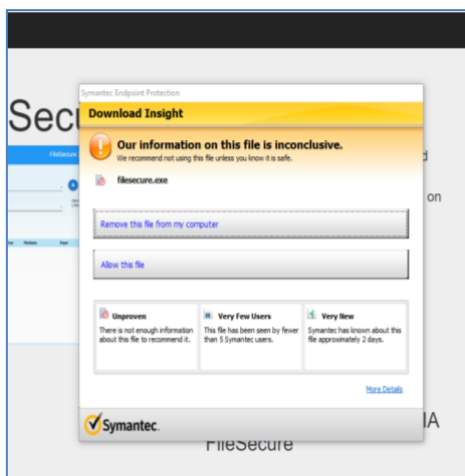 Symantec Endpoint Protection
Download Insight
Secu
FileSecure
Our information on this file is inconclusive.
We recommend not using this file unless you know it is safe.
filesecure.exe
on
Remove this file from my computer
Allow this file
Unproven
There is not enough information
about this file to recommend it.
Very Few Users
This file has been seen by fewer
than 5 Symantec users.
Very New
Symantec has known about this
file approximately 2 days.
More Details
Symantec.
IA
FileSecure